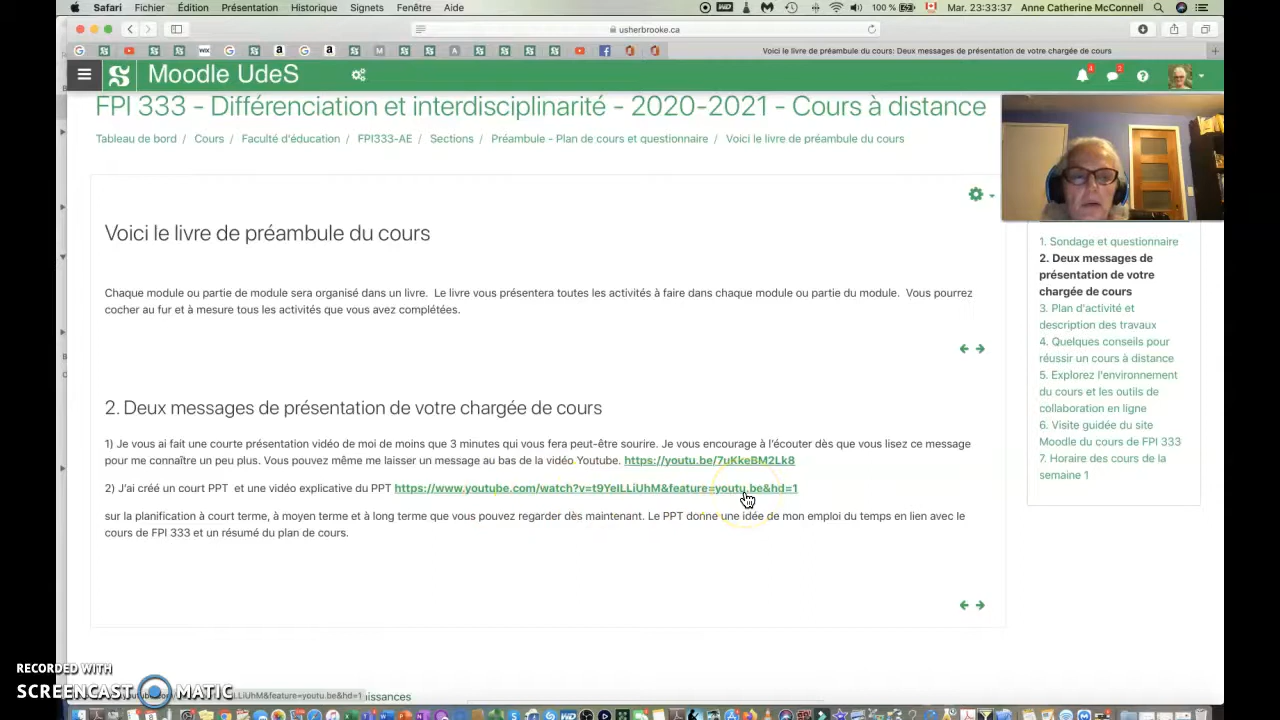 Safari Fichier Édition Présentation Historique Signets Fenêtre Aide 100 % Mar. 23:33:37 Anne Catherine McConnell
usherbrooke.ca
Voici le livre de préambule du cours: Deux messages de présentation de votre chargée de cours
Moodle UdeS
FPI 333 - Différenciation et interdisciplinarité - 2020-2021 - Cours à distance
Tableau de bord / Cours / Faculté d'éducation / FPI333-AE / Sections / Préambule - Plan de cours et questionnaire / Voici le livre de préambule du cours
Voici le livre de préambule du cours
Chaque module ou partie de module sera organisé dans un livre. Le livre vous présentera toutes les activités à faire dans chaque module ou partie du module. Vous pourrez
cocher au fur et à mesure tous les activités que vous avez complétées.
2. Deux messages de présentation de votre chargée de cours
1) Je vous ai fait une courte présentation vidéo de moi de moins que 3 minutes qui vous fera peut-être sourire. Je vous encourage à l'écouter dès que vous lisez ce message
pour me connaître un peu plus. Vous pouvez même me laisser un message au bas de la vidéo Youtube. https://youtu.be/7uKkeBM2Lk8
2) J'ai créé un court PPT et une vidéo explicative du PPT https://www.youtube.com/watch?v=t9YeILLiUhM&feature=youtu.be&hd=1
sur la planification à court terme, à moyen terme et à long terme que vous pouvez regarder dès maintenant. Le PPT donne une idée de mon emploi du temps en lien avec le
cours de FPI 333 et un résumé du plan de cours.
1. Sondage et questionnaire
2. Deux messages de
présentation de votre
chargée de cours
3. Plan d'activité et
description des travaux
4. Quelques conseils pour
réussir un cours à distance
5. Explorez l'environnement
du cours et les outils de
collaboration en ligne
6. Visite guidée du site
Moodle du cours de FPI 333
7. Horaire des cours de la
semaine 1
RECORDED WITH
SCREENCAST MATIC
LiUhM&feature=youtu.be&hd=1
issances